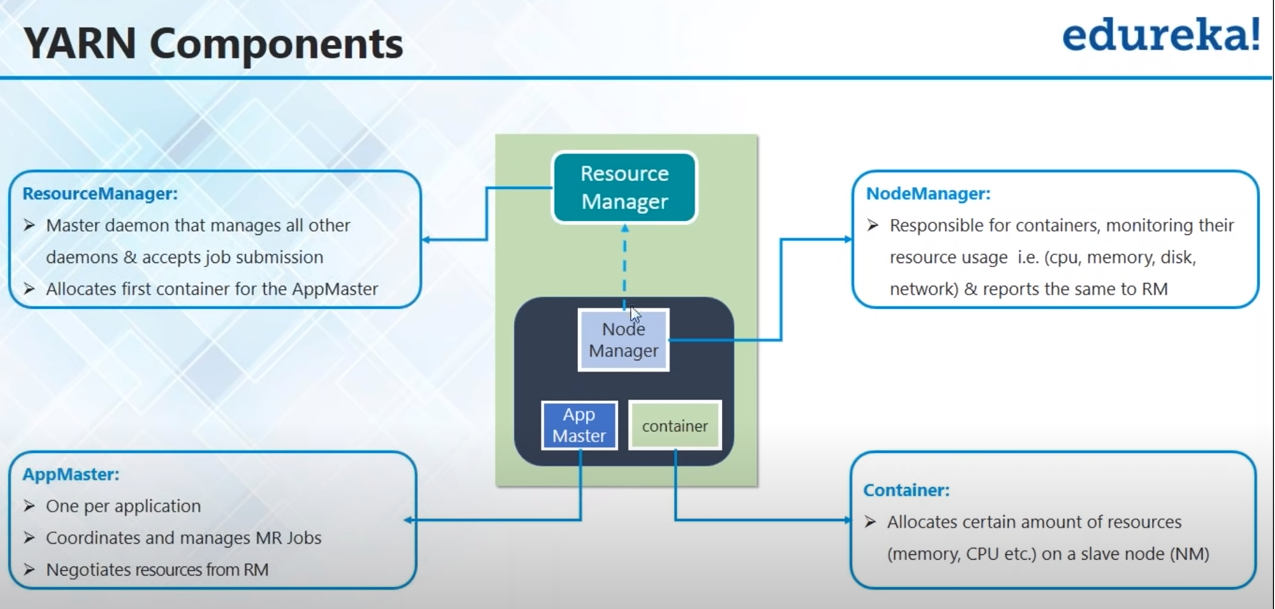 YARN Components
edureka!
ResourceManager:
➢ Master daemon that manages all other
daemons & accepts job submission
➢ Allocates first container for the AppMaster
Resource
Manager
NodeManager:
➢ Responsible for containers, monitoring their
resource usage i.e. (cpu, memory, disk,
network) & reports the same to RM
Node
Manager
App
Master
container
AppMaster:
➢ One per application
➢ Coordinates and manages MR Jobs
➢ Negotiates resources from RM
Container:
➢ Allocates certain amount of resources
(memory, CPU etc.) on a slave node (NM)